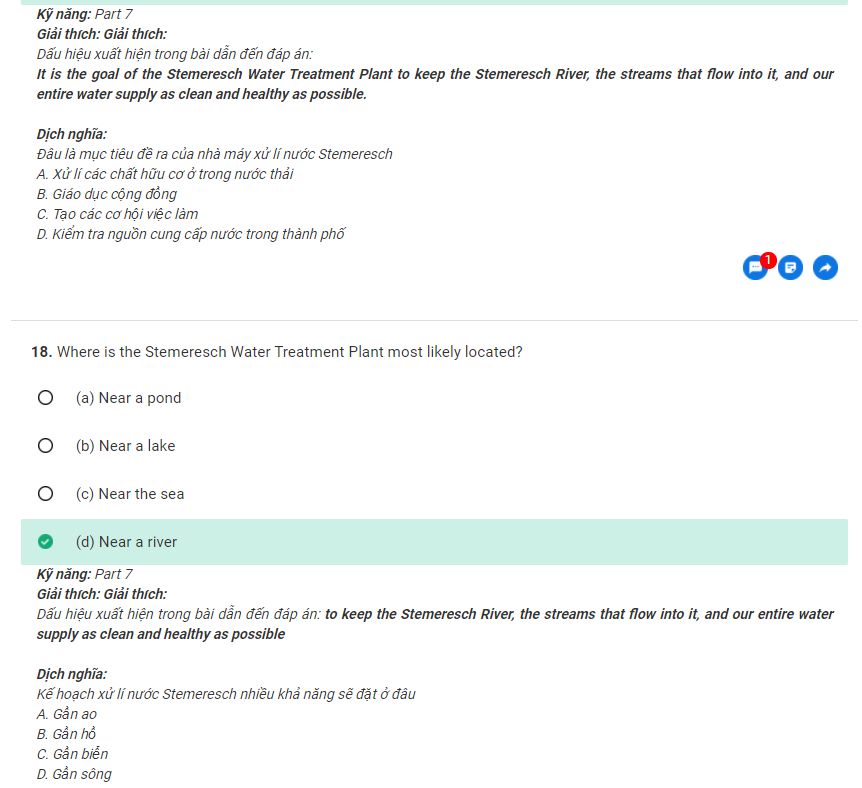 Kỹ năng: Part 7
Giải thích: Giải thích:
Dấu hiệu xuất hiện trong bài dẫn đến đáp án:
It is the goal of the Stemeresch Water Treatment Plant to keep the Stemeresch River, the streams that flow into it, and our
entire water supply as clean and healthy as possible.
Dịch nghĩa:
Đâu là mục tiêu đề ra của nhà máy xử lí nước Stemeresch
A. Xử lí các chất hữu cơ ở trong nước thải
B. Giáo dục cộng đồng
C. Tạo các cơ hội việc làm
D. Kiểm tra nguồn cung cấp nước trong thành phố
1
18. Where is the Stemeresch Water Treatment Plant most likely located?
(a) Near a pond
(b) Near a lake
(c) Near the sea
(d) Near a river
Kỹ năng: Part 7
Giải thích: Giải thích:
Dấu hiệu xuất hiện trong bài dẫn đến đáp án: to keep the Stemeresch River, the streams that flow into it, and our entire water
supply as clean and healthy as possible
Dịch nghĩa:
Kế hoạch xử lí nước Stemeresch nhiều khả năng sẽ đặt ở đâu
A. Gần ao
B. Gần hồ
C. Gần biển
D. Gần sông